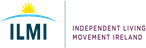 ILMI
INDEPENDENT LIVING
MOVEMENT IRELAND